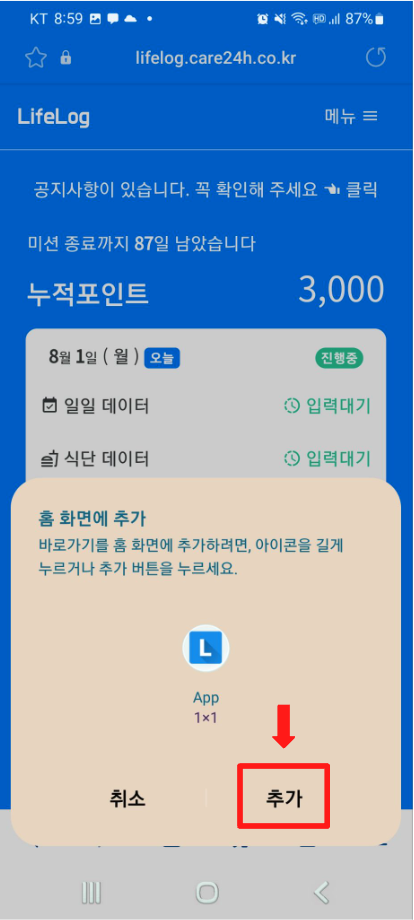 KT 8:59 87%
lifelog.care24h.co.kr
LifeLog 메뉴
공지사항이 있습니다. 꼭 확인해 주세요 클릭
미션 종료까지 87일 남았습니다
누적포인트 3,000
8월 1일 ( 월 ) 오늘 진행중
일일 데이터 입력대기
식단 데이터 입력대기
홈 화면에 추가
바로가기를 홈 화면에 추가하려면, 아이콘을 길게
누르거나 추가 버튼을 누르세요.
L
App
1×1
취소 추가